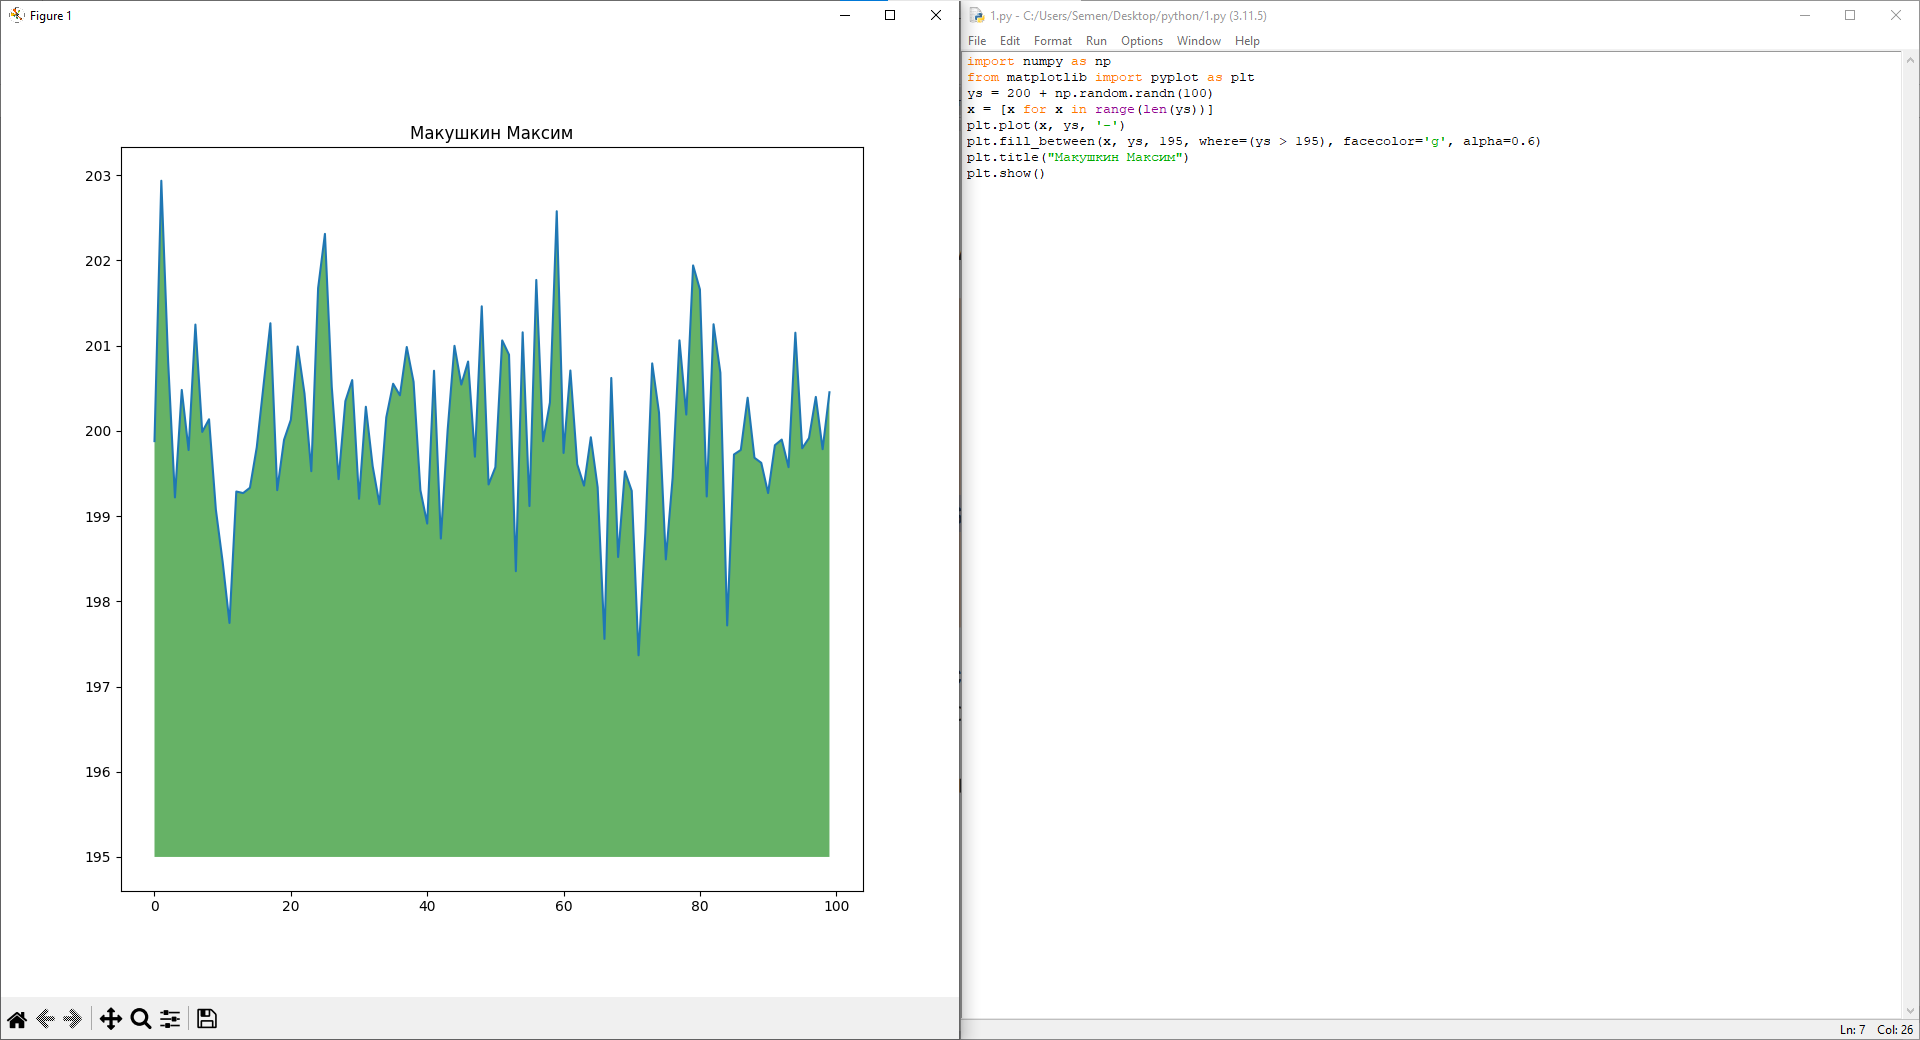 Figure 1
Макушкин Максим
203
202
201
200
199
198
197
196
195
0 20 40 60 80 100
1.py - C:/Users/Semen/Desktop/python/1.py (3.11.5)
File Edit Format Run Options Window Help
import numpy as np
from matplotlib import pyplot as plt
ys = 200 + np.random.randn(100)
x = [x for x in range(len(ys))]
plt.plot(x, ys, '-')
plt.fill_between(x, ys, 195, where=(ys > 195), facecolor='g', alpha=0.6)
plt.title("Макушкин Максим")
plt.show()
Ln: 7 Col: 26